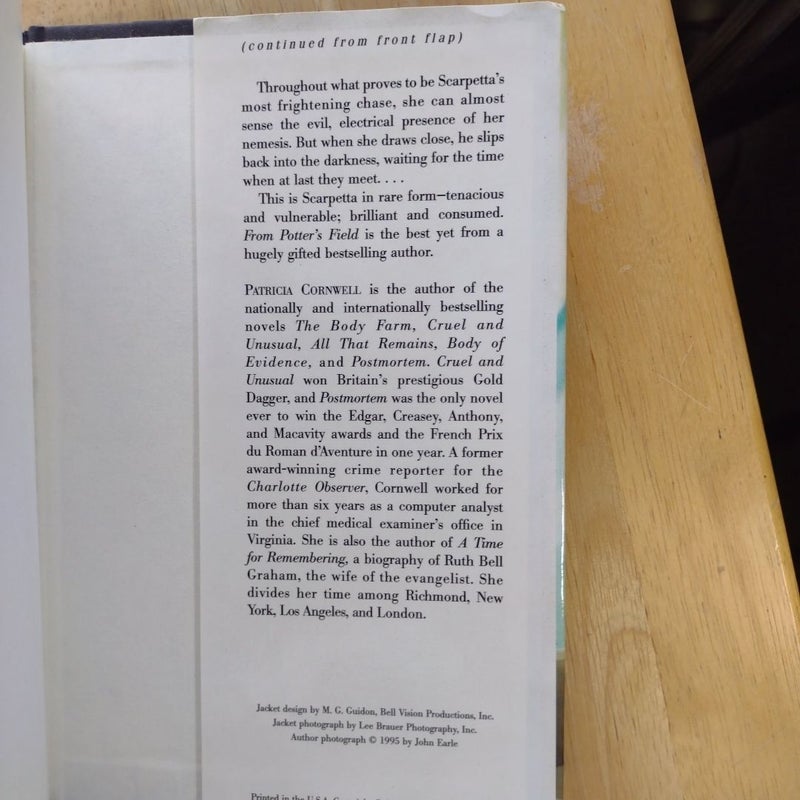 (continued from front flap)
Throughout what proves to be Scarpetta's
most frightening chase, she can almost
sense the evil, electrical presence of her
nemesis. But when she draws close, he slips
back into the darkness, waiting for the time
when at last they meet. . . .
This is Scarpetta in rare form—tenacious
and vulnerable; brilliant and consumed.
From Potter's Field is the best yet from a
hugely gifted bestselling author.
PATRICIA CORNWELL is the author of the
nationally and internationally bestselling
novels The Body Farm, Cruel and
Unusual, All That Remains, Body of
Evidence, and Postmortem. Cruel and
Unusual won Britain's prestigious Gold
Dagger, and Postmortem was the only novel
ever to win the Edgar, Creasey, Anthony,
and Macavity awards and the French Prix
du Roman d'Aventure in one year. A former
award-winning crime reporter for the
Charlotte Observer, Cornwell worked for
more than six years as a computer analyst
in the chief medical examiner's office in
Virginia. She is also the author of A Time
for Remembering, a biography of Ruth Bell
Graham, the wife of the evangelist. She
divides her time among Richmond, New
York, Los Angeles, and London.
Jacket design by M. G. Guidon, Bell Vision Productions, Inc.
Jacket photograph by Lee Brauer Photography, Inc.
Author photograph © 1995 by John Earle
Printed in the U.S.A.